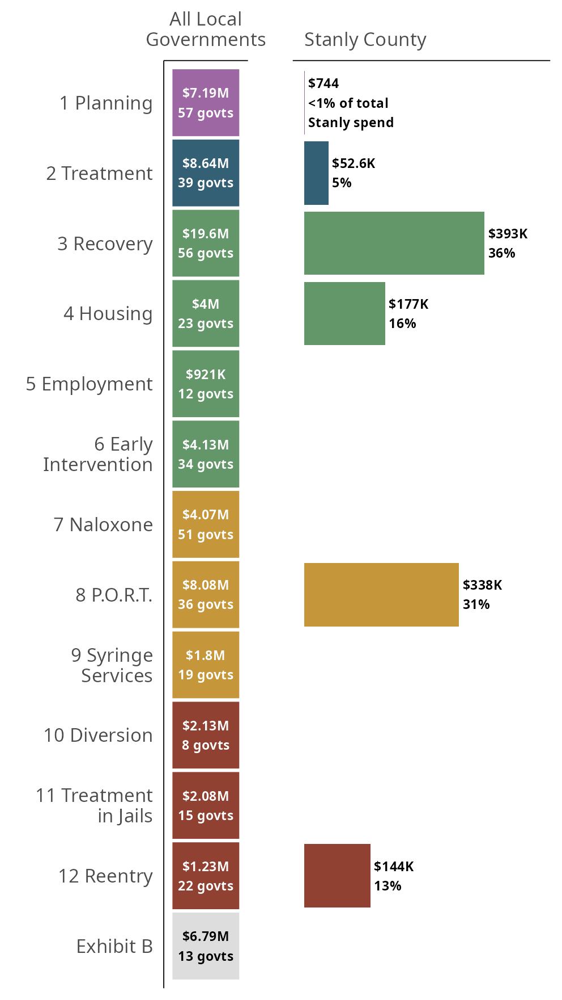 All Local
Governments
Stanly County
1 Planning
$7.19M
57 govts
$744
<1% of total
Stanly spend
2 Treatment
$8.64M
39 govts
$52.6K
5%
3 Recovery
$19.6M
56 govts
$393K
36%
4 Housing
$4M
23 govts
$177K
16%
5 Employment
$921K
12 govts
6 Early
Intervention
$4.13M
34 govts
7 Naloxone
$4.07M
51 govts
8 P.O.R.T.
$8.08M
36 govts
$338K
31%
9 Syringe
Services
$1.8M
19 govts
10 Diversion
$2.13M
8 govts
11 Treatment
in Jails
$2.08M
15 govts
12 Reentry
$1.23M
22 govts
$144K
13%
Exhibit B
$6.79M
13 govts